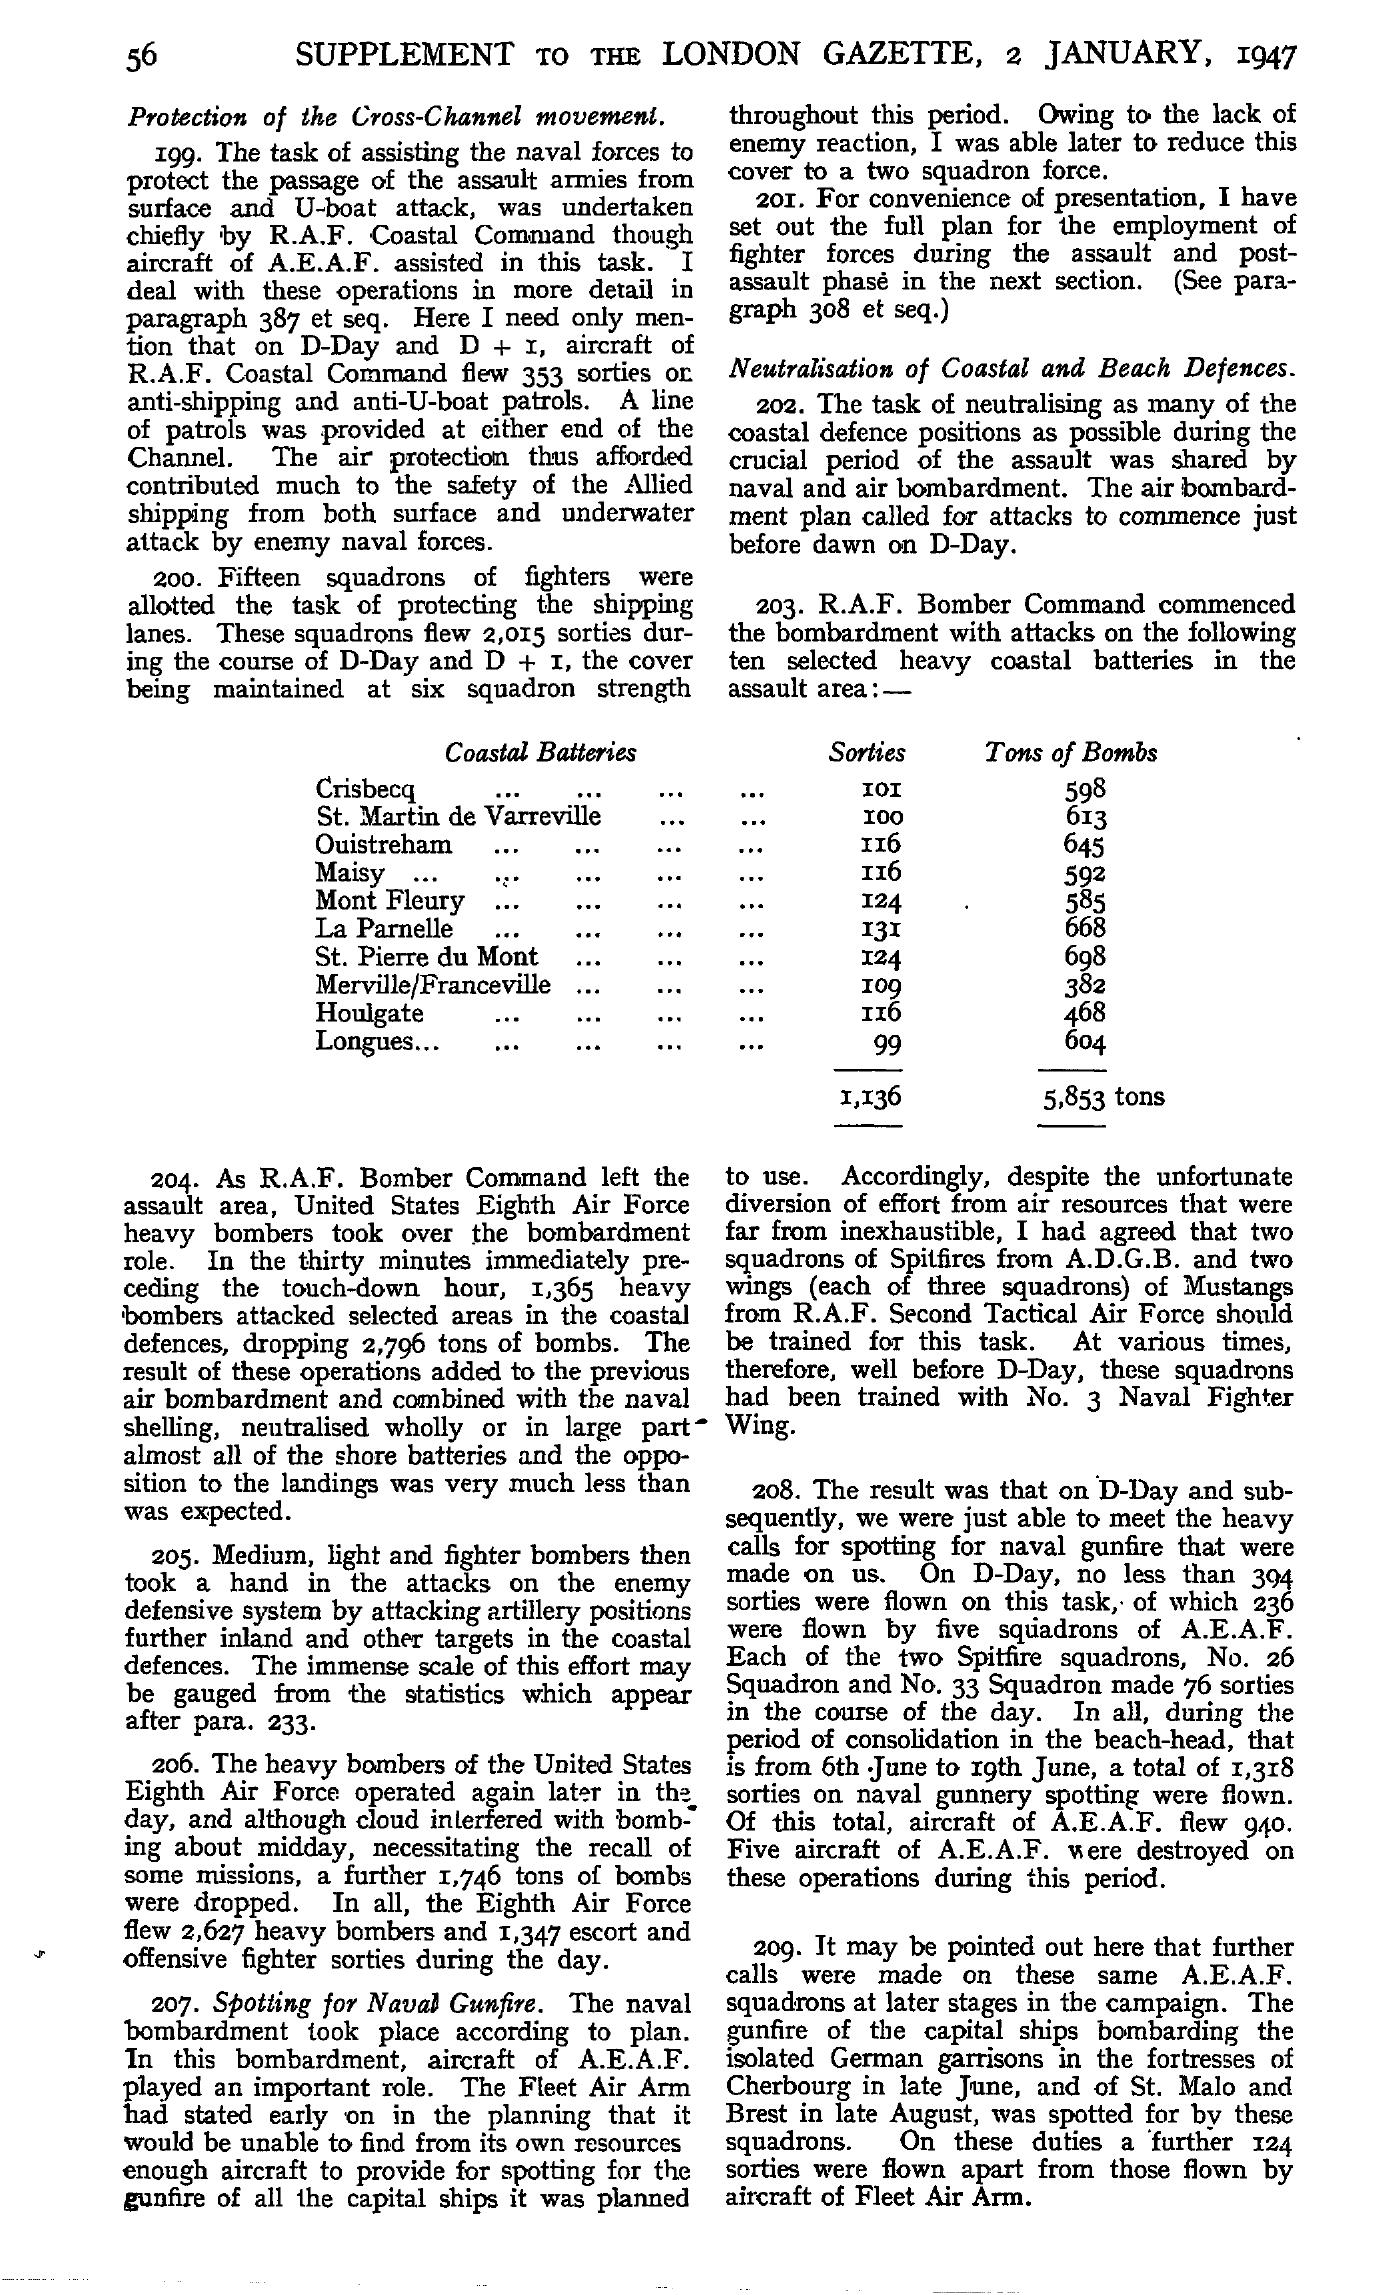 56 SUPPLEMENT TO THE LONDON GAZETTE, 2 JANUARY, 1947
Protection of the Cross-Channel movement.
199. The task of assisting the naval forces to
protect the passage of the assault armies from
surface and U-boat attack, was undertaken
chiefly by R.A.F. Coastal Command though
aircraft of A.E.A.F. assisted in this task. I
deal with these operations in more detail in
paragraph 387 et seq. Here I need only men-
tion that on D-Day and D + 1, aircraft of
R.A.F. Coastal Command flew 353 sorties on
anti-shipping and anti-U-boat patrols. A line
of patrols was provided at either end of the
Channel. The air protection thus afforded
contributed much to the safety of the Allied
shipping from both surface and underwater
attack by enemy naval forces.
200. Fifteen squadrons of fighters were
allotted the task of protecting the shipping
lanes. These squadrons flew 2,015 sorties dur-
ing the course of D-Day and D + 1, the cover
being maintained at six squadron strength
throughout this period. Owing to the lack of
enemy reaction, I was able later to reduce this
cover to a two squadron force.
201. For convenience of presentation, I have
set out the full plan for the employment of
fighter forces during the assault and post-
assault phase in the next section. (See para-
graph 308 et seq.)
Neutralisation of Coastal and Beach Defences.
202. The task of neutralising as many of the
coastal defence positions as possible during the
crucial period of the assault was shared by
naval and air bombardment. The air bombard-
ment plan called for attacks to commence just
before dawn on D-Day.
203. R.A.F. Bomber Command commenced
the bombardment with attacks on the following
ten selected heavy coastal batteries in the
assault area:—
Coastal Batteries Sorties Tons of Bombs
Crisbecq ... ... ... ... 101 598
St. Martin de Varreville ... ... 100 613
Ouistreham ... ... ... ... 116 645
Maisy ... ... ... ... ... 116 592
Mont Fleury ... ... ... ... 124 585
La Parnelle ... ... ... ... 131 668
St. Pierre du Mont ... ... ... 124 698
Merville/Franceville ... ... ... 109 382
Houlgate ... ... ... ... 116 468
Longues... ... ... ... ... 99 604
1,136 5,853 tons
204. As R.A.F. Bomber Command left the
assault area, United States Eighth Air Force
heavy bombers took over the bombardment
role. In the thirty minutes immediately pre-
ceding the touch-down hour, 1,365 heavy
bombers attacked selected areas in the coastal
defences, dropping 2,796 tons of bombs. The
result of these operations added to the previous
air bombardment and combined with the naval
shelling, neutralised wholly or in large part
almost all of the shore batteries and the oppo-
sition to the landings was very much less than
was expected.
205. Medium, light and fighter bombers then
took a hand in the attacks on the enemy
defensive system by attacking artillery positions
further inland and other targets in the coastal
defences. The immense scale of this effort may
be gauged from the statistics which appear
after para. 233.
206. The heavy bombers of the United States
Eighth Air Force operated again later in the
day, and although cloud interfered with bomb-
ing about midday, necessitating the recall of
some missions, a further 1,746 tons of bombs
were dropped. In all, the Eighth Air Force
flew 2,627 heavy bombers and 1,347 escort and
offensive fighter sorties during the day.
207. Spotting for Naval Gunfire. The naval
bombardment took place according to plan.
In this bombardment, aircraft of A.E.A.F.
played an important role. The Fleet Air Arm
had stated early on in the planning that it
would be unable to find from its own resources
enough aircraft to provide for spotting for the
gunfire of all the capital ships it was planned
to use. Accordingly, despite the unfortunate
diversion of effort from air resources that were
far from inexhaustible, I had agreed that two
squadrons of Spitfires from A.D.G.B. and two
wings (each of three squadrons) of Mustangs
from R.A.F. Second Tactical Air Force should
be trained for this task. At various times,
therefore, well before D-Day, these squadrons
had been trained with No. 3 Naval Fighter
Wing.
208. The result was that on D-Day and sub-
sequently, we were just able to meet the heavy
calls for spotting for naval gunfire that were
made on us. On D-Day, no less than 394
sorties were flown on this task, of which 236
were flown by five squadrons of A.E.A.F.
Each of the two Spitfire squadrons, No. 26
Squadron and No. 33 Squadron made 76 sorties
in the course of the day. In all, during the
period of consolidation in the beach-head, that
is from 6th June to 19th June, a total of 1,318
sorties on naval gunnery spotting were flown.
Of this total, aircraft of A.E.A.F. flew 940.
Five aircraft of A.E.A.F. were destroyed on
these operations during this period.
209. It may be pointed out here that further
calls were made on these same A.E.A.F.
squadrons at later stages in the campaign. The
gunfire of the capital ships bombarding the
isolated German garrisons in the fortresses of
Cherbourg in late June, and of St. Malo and
Brest in late August, was spotted for by these
squadrons. On these duties a further 124
sorties were flown apart from those flown by
aircraft of Fleet Air Arm.